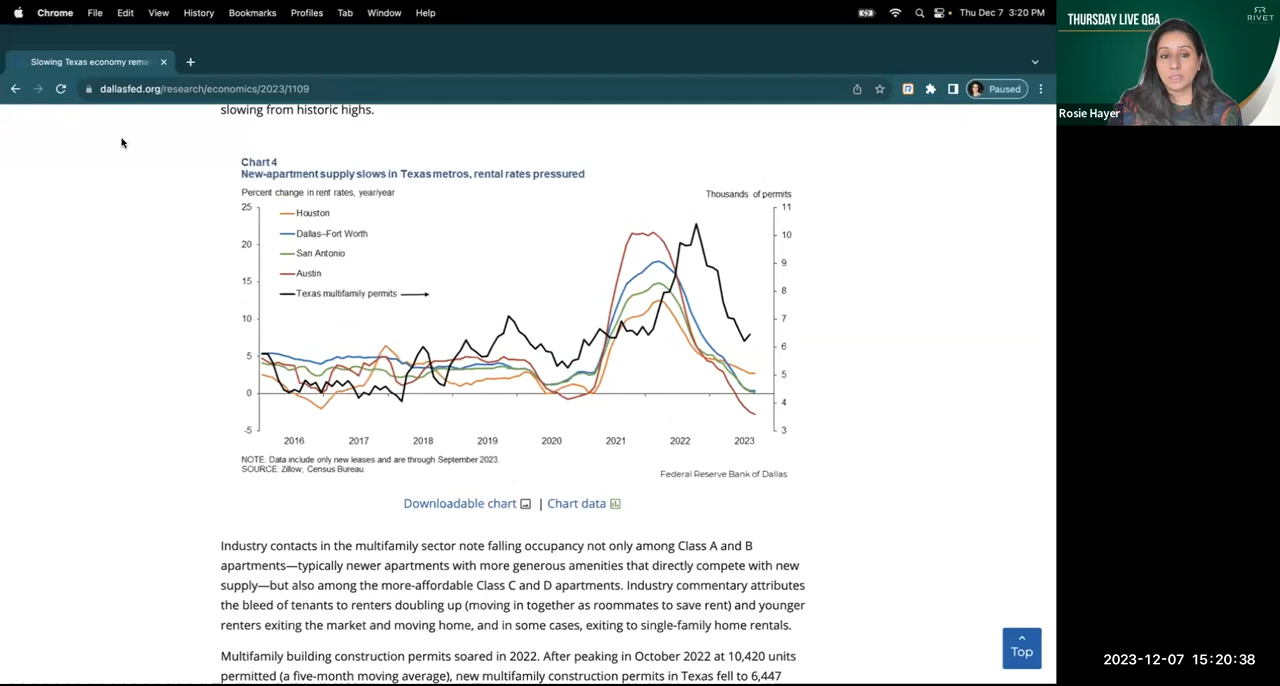 Chrome File Edit View History Bookmarks Profiles Tab Window Help Thu Dec 7 3:20 PM
Slowing Texas economy rema
dallasfed.org/research/economics/2023/1109 Paused
THURSDAY LIVE Q&A
RIVET
Rosie Hayer
slowing from historic highs.
Chart 4
New-apartment supply slows in Texas metros, rental rates pressured
Percent change in rent rates, year/year
Thousands of permits
25
20
15
10
5
0
-5
Houston
Dallas–Fort Worth
San Antonio
Austin
Texas multifamily permits
11
10
9
8
7
6
5
4
3
2016 2017 2018 2019 2020 2021 2022 2023
NOTE: Data include only new leases and are through September 2023.
SOURCE: Zillow; Census Bureau.
Federal Reserve Bank of Dallas
Downloadable chart | Chart data
Industry contacts in the multifamily sector note falling occupancy not only among Class A and B
apartments—typically newer apartments with more generous amenities that directly compete with new
supply—but also among the more-affordable Class C and D apartments. Industry commentary attributes
the bleed of tenants to renters doubling up (moving in together as roommates to save rent) and younger
renters exiting the market and moving home, and in some cases, exiting to single-family home rentals.
Multifamily building construction permits soared in 2022. After peaking in October 2022 at 10,420 units
permitted (a five-month moving average), new multifamily construction permits in Texas fell to 6,447
Top
2023-12-07 15:20:38